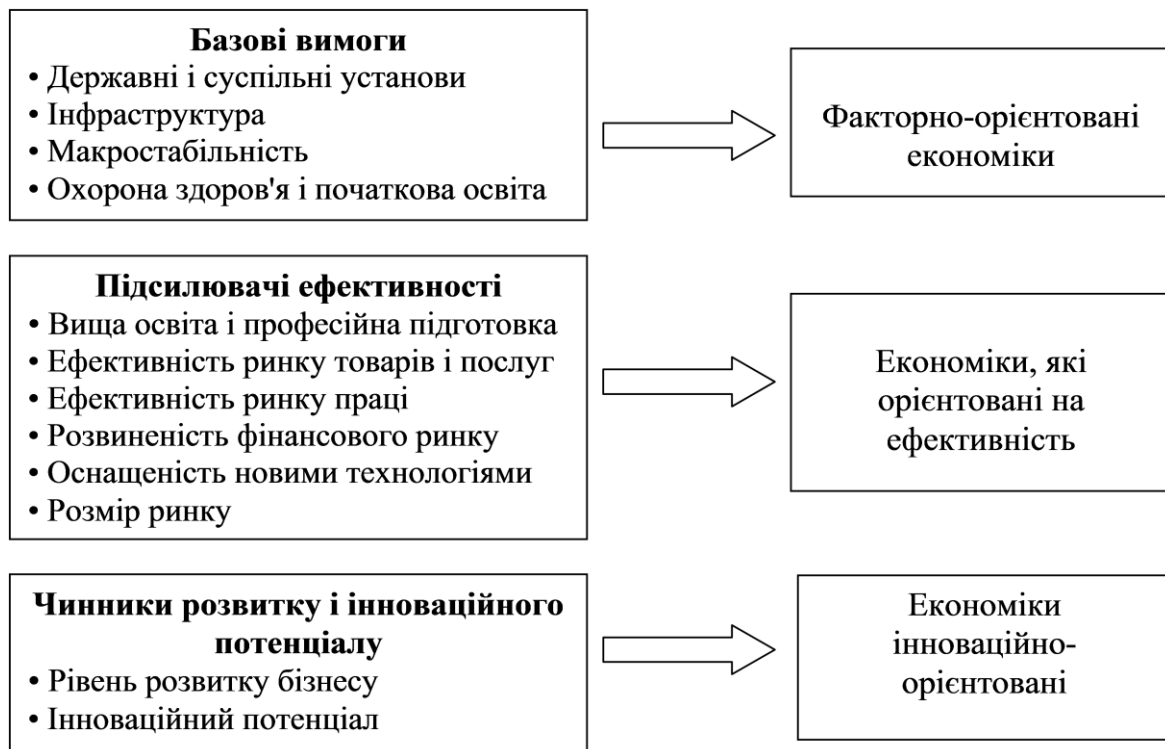 Базові вимоги
• Державні і суспільні установи
• Інфраструктура
• Макростабільність
• Охорона здоров'я і початкова освіта
Факторно-орієнтовані
економіки
Підсилювачі ефективності
• Вища освіта і професійна підготовка
• Ефективність ринку товарів і послуг
• Ефективність ринку праці
• Розвиненість фінансового ринку
• Оснащеність новими технологіями
• Розмір ринку
Економіки, які
орієнтовані на
ефективність
Чинники розвитку і інноваційного
потенціалу
• Рівень розвитку бізнесу
• Інноваційний потенціал
Економіки
інноваційно-
орієнтовані